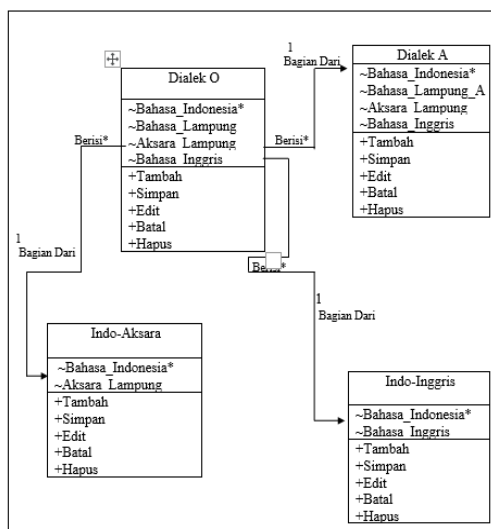 Dialek O
~Bahasa_Indonesia*
~Bahasa_Lampung
~Aksara_Lampung
~Bahasa_Inggris
+Tambah
+Simpan
+Edit
+Batal
+Hapus
1
Bagian Dari
Berisi*
Dialek A
~Bahasa_Indonesia*
~Bahasa_Lampung_A
~Aksara Lampung
~Bahasa_Inggris
+Tambah
+Simpan
+Edit
+Batal
+Hapus
Berisi*
1
Bagian Dari
Berisi*
1
Bagian Dari
Indo-Aksara
~Bahasa_Indonesia*
~Aksara_Lampung
+Tambah
+Simpan
+Edit
+Batal
+Hapus
Indo-Inggris
~Bahasa_Indonesia*
~Bahasa_Inggris
+Tambah
+Simpan
+Edit
+Batal
+Hapus